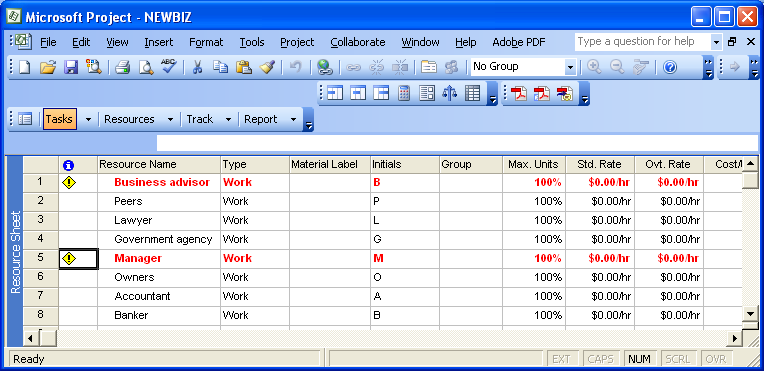 Microsoft Project - NEWBIZ
File Edit View Insert Format Tools Project Collaborate Window Help Adobe PDF Type a question for help
No Group
Tasks Resources Track Report
Resource Name Type Material Label Initials Group Max. Units Std. Rate Ovt. Rate Cost/
1 Business advisor Work B 100% $0.00/hr $0.00/hr
2 Peers Work P 100% $0.00/hr $0.00/hr
3 Lawyer Work L 100% $0.00/hr $0.00/hr
4 Government agency Work G 100% $0.00/hr $0.00/hr
5 Manager Work M 100% $0.00/hr $0.00/hr
6 Owners Work O 100% $0.00/hr $0.00/hr
7 Accountant Work A 100% $0.00/hr $0.00/hr
8 Banker Work B 100% $0.00/hr $0.00/hr
Resource Sheet
Ready EXT CAPS NUM SCRL OVR